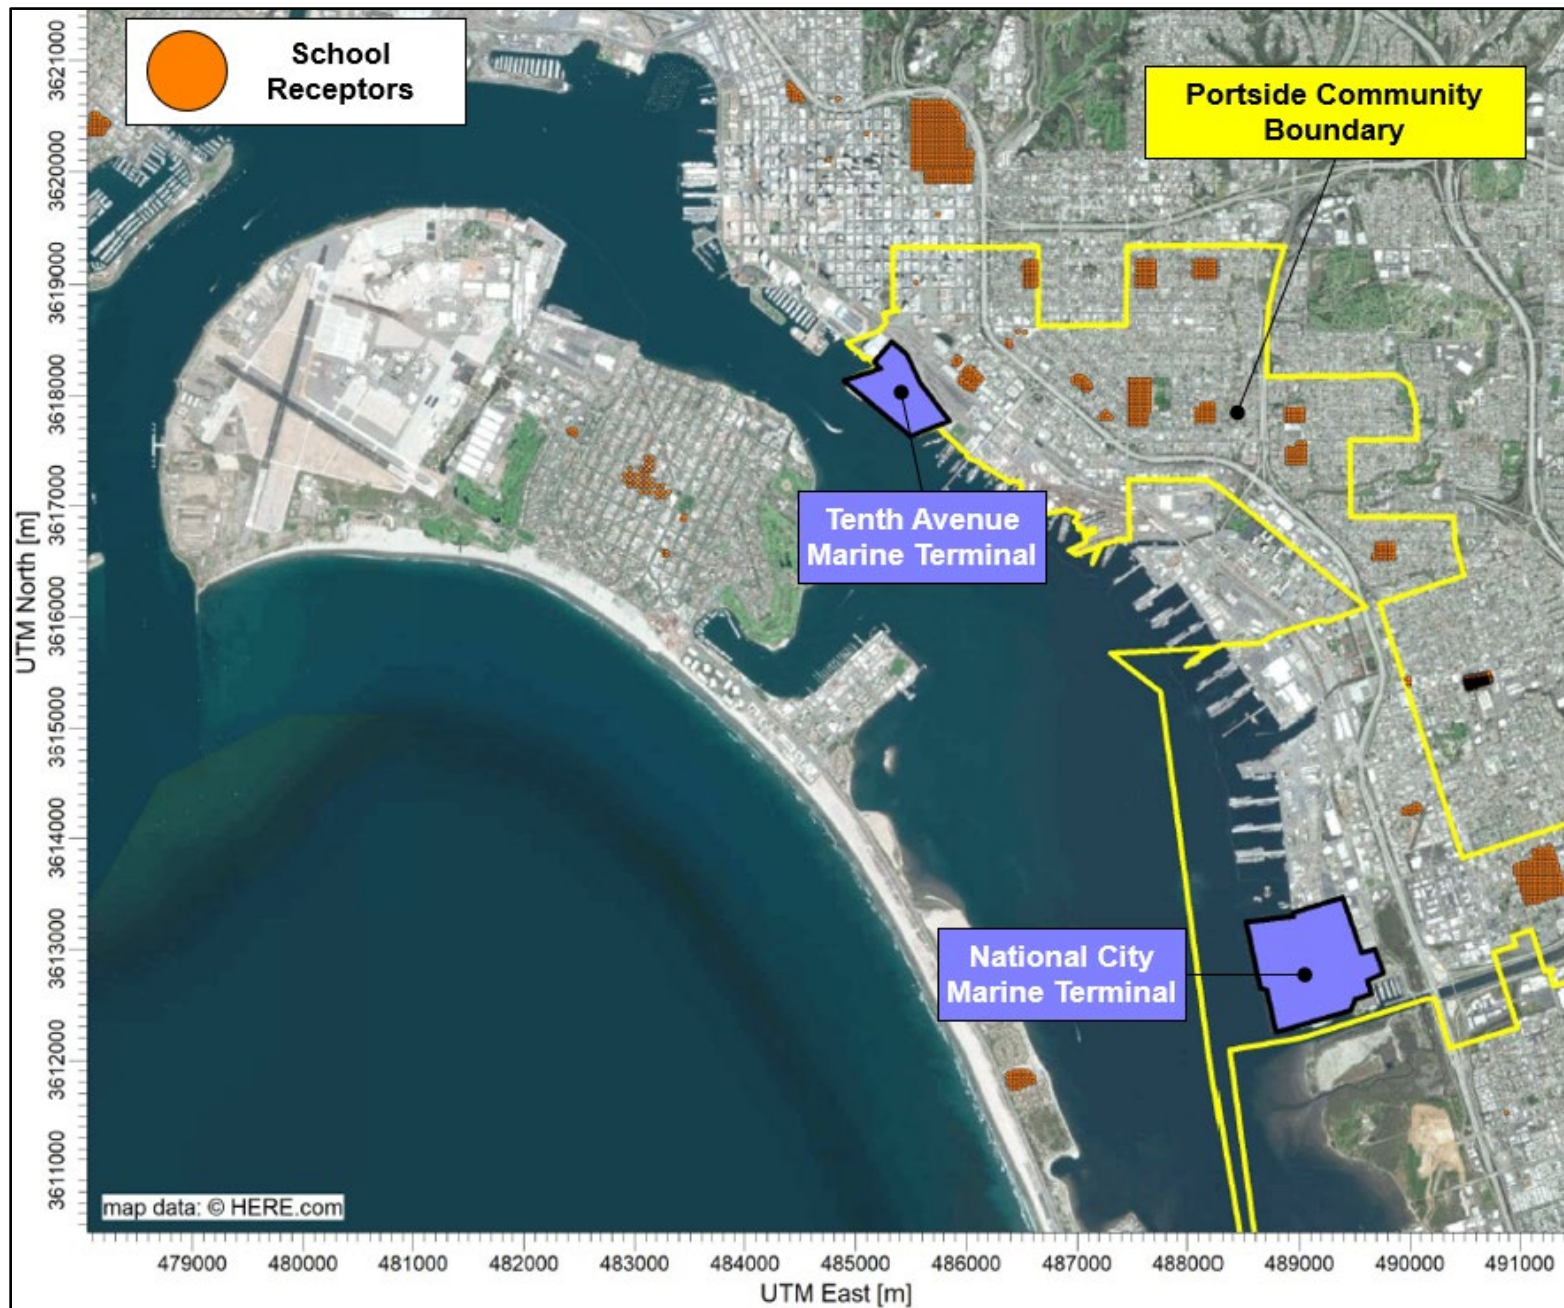 School
Receptors
Portside Community
Boundary
Tenth Avenue
Marine Terminal
National City
Marine Terminal
map data: © HERE.com
UTM North [m]
3621000
3620000
3619000
3618000
3617000
3616000
3615000
3614000
3613000
3612000
3611000
479000 480000 481000 482000 483000 484000 485000 486000 487000 488000 489000 490000 491000
UTM East [m]